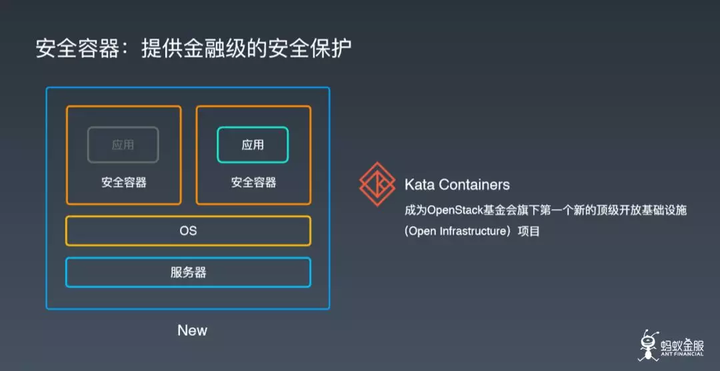 安全容器：提供金融级的安全保护
应用
应用
安全容器
安全容器
OS
服务器
New
Kata Containers
成为OpenStack基金会旗下第一个新的顶级开放基础设施
（Open Infrastructure）项目
蚂蚁金服
ANT FINANCIAL